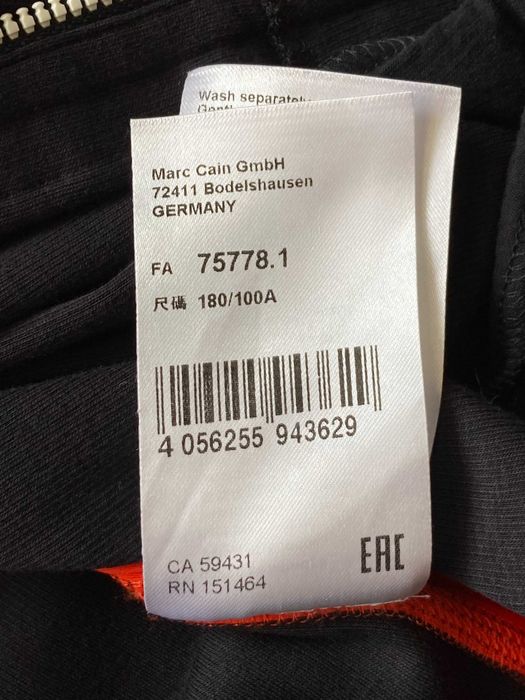 Wash separately
Marc Cain GmbH
72411 Bodelshausen
GERMANY
FA 75778.1
尺碼 180/100A
4 056255 943629
CA 59431
RN 151464
EAC